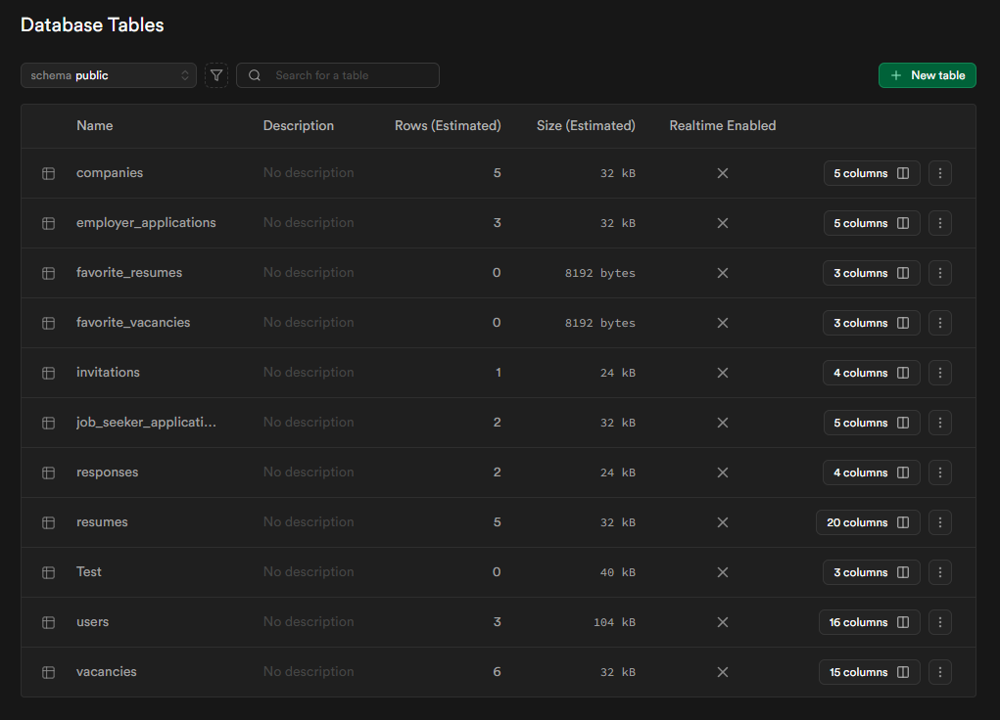 Database Tables
schema public
Search for a table
New table
Name Description Rows (Estimated) Size (Estimated) Realtime Enabled
companies No description 5 32 kB 5 columns
employer_applications No description 3 32 kB 5 columns
favorite_resumes No description 0 8192 bytes 3 columns
favorite_vacancies No description 0 8192 bytes 3 columns
invitations No description 1 24 kB 4 columns
job_seeker_applicati... No description 2 32 kB 5 columns
responses No description 2 24 kB 4 columns
resumes No description 5 32 kB 20 columns
Test No description 0 40 kB 3 columns
users No description 3 104 kB 16 columns
vacancies No description 6 32 kB 15 columns